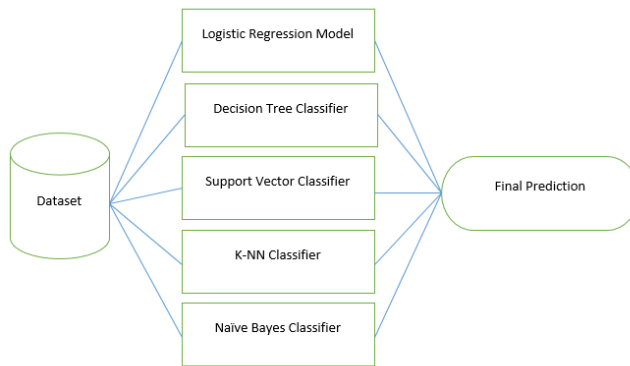 Logistic Regression Model
Decision Tree Classifier
Support Vector Classifier
Dataset
Final Prediction
K-NN Classifier
Naïve Bayes Classifier